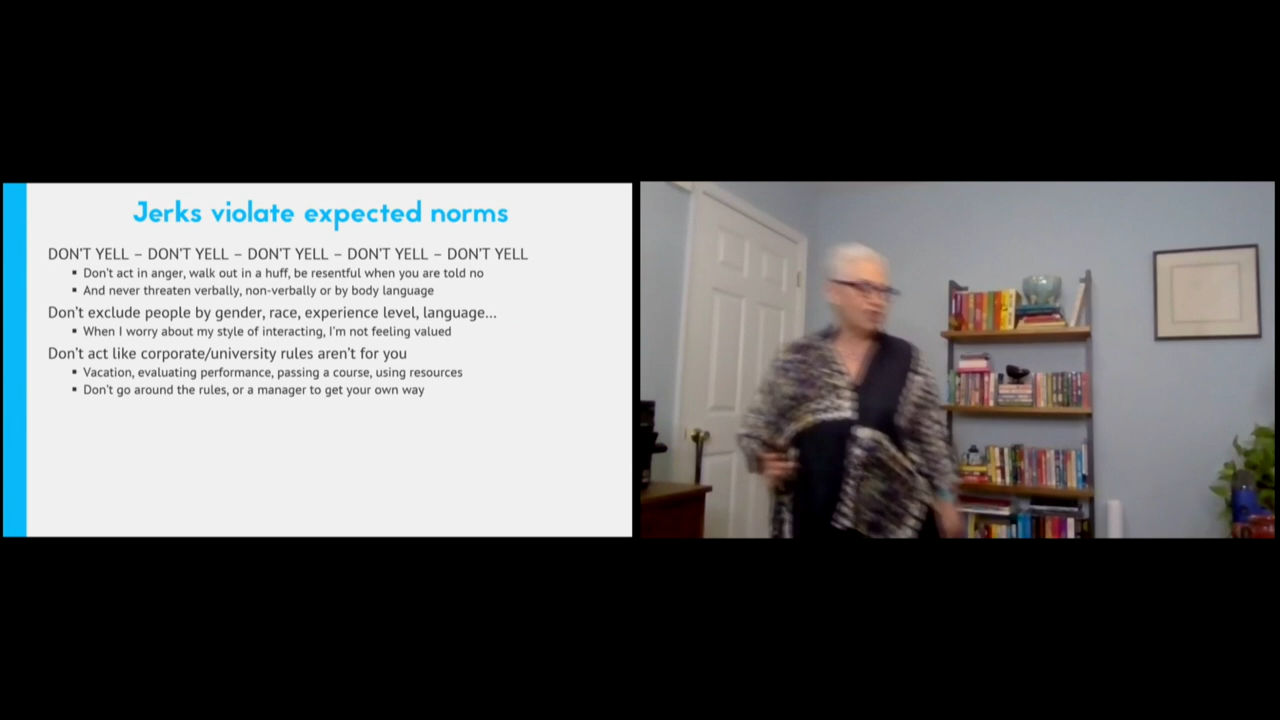 Jerks violate expected norms
DON'T YELL – DON'T YELL – DON'T YELL – DON'T YELL – DON'T YELL
▪ Don't act in anger, walk out in a huff, be resentful when you are told no
▪ And never threaten verbally, non-verbally or by body language
Don't exclude people by gender, race, experience level, language...
▪ When I worry about my style of interacting, I'm not feeling valued
Don't act like corporate/university rules aren't for you
▪ Vacation, evaluating performance, passing a course, using resources
▪ Don't go around the rules, or a manager to get your own way